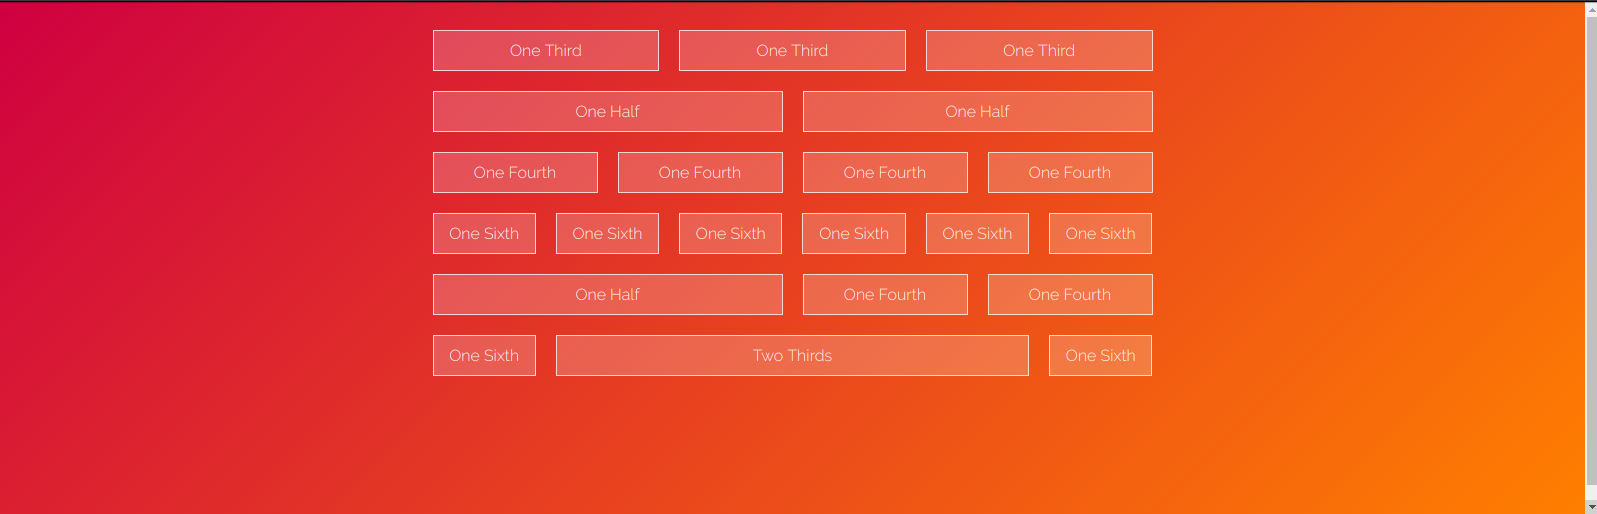 One Third One Third One Third
One Half One Half
One Fourth One Fourth One Fourth One Fourth
One Sixth One Sixth One Sixth One Sixth One Sixth One Sixth
One Half One Fourth One Fourth
One Sixth Two Thirds One Sixth